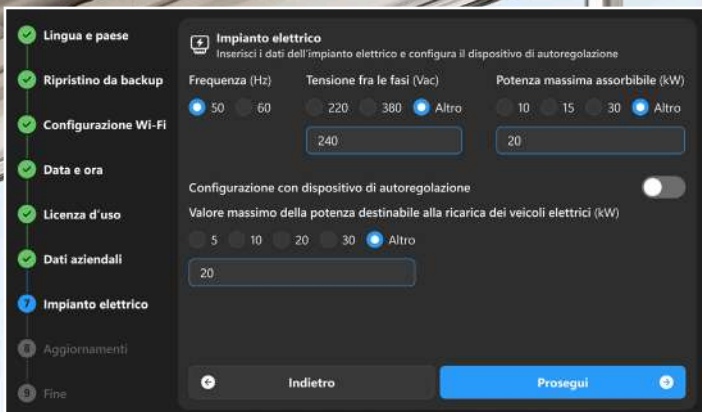 Lingua e paese
Ripristino da backup
Configurazione Wi-Fi
Data e ora
Licenza d'uso
Dati aziendali
7 Impianto elettrico
8 Aggiornamenti
9 Fine
Impianto elettrico
Inserisci i dati dell'impianto elettrico e configura il dispositivo di autoregolazione
Frequenza (Hz)
50 60
Tensione fra le fasi (Vac)
220 380 Altro
240
Potenza massima assorbibile (kW)
10 15 30 Altro
20
Configurazione con dispositivo di autoregolazione
Valore massimo della potenza destinabile alla ricarica dei veicoli elettrici (kW)
5 10 20 30 Altro
20
Indietro
Prosegui